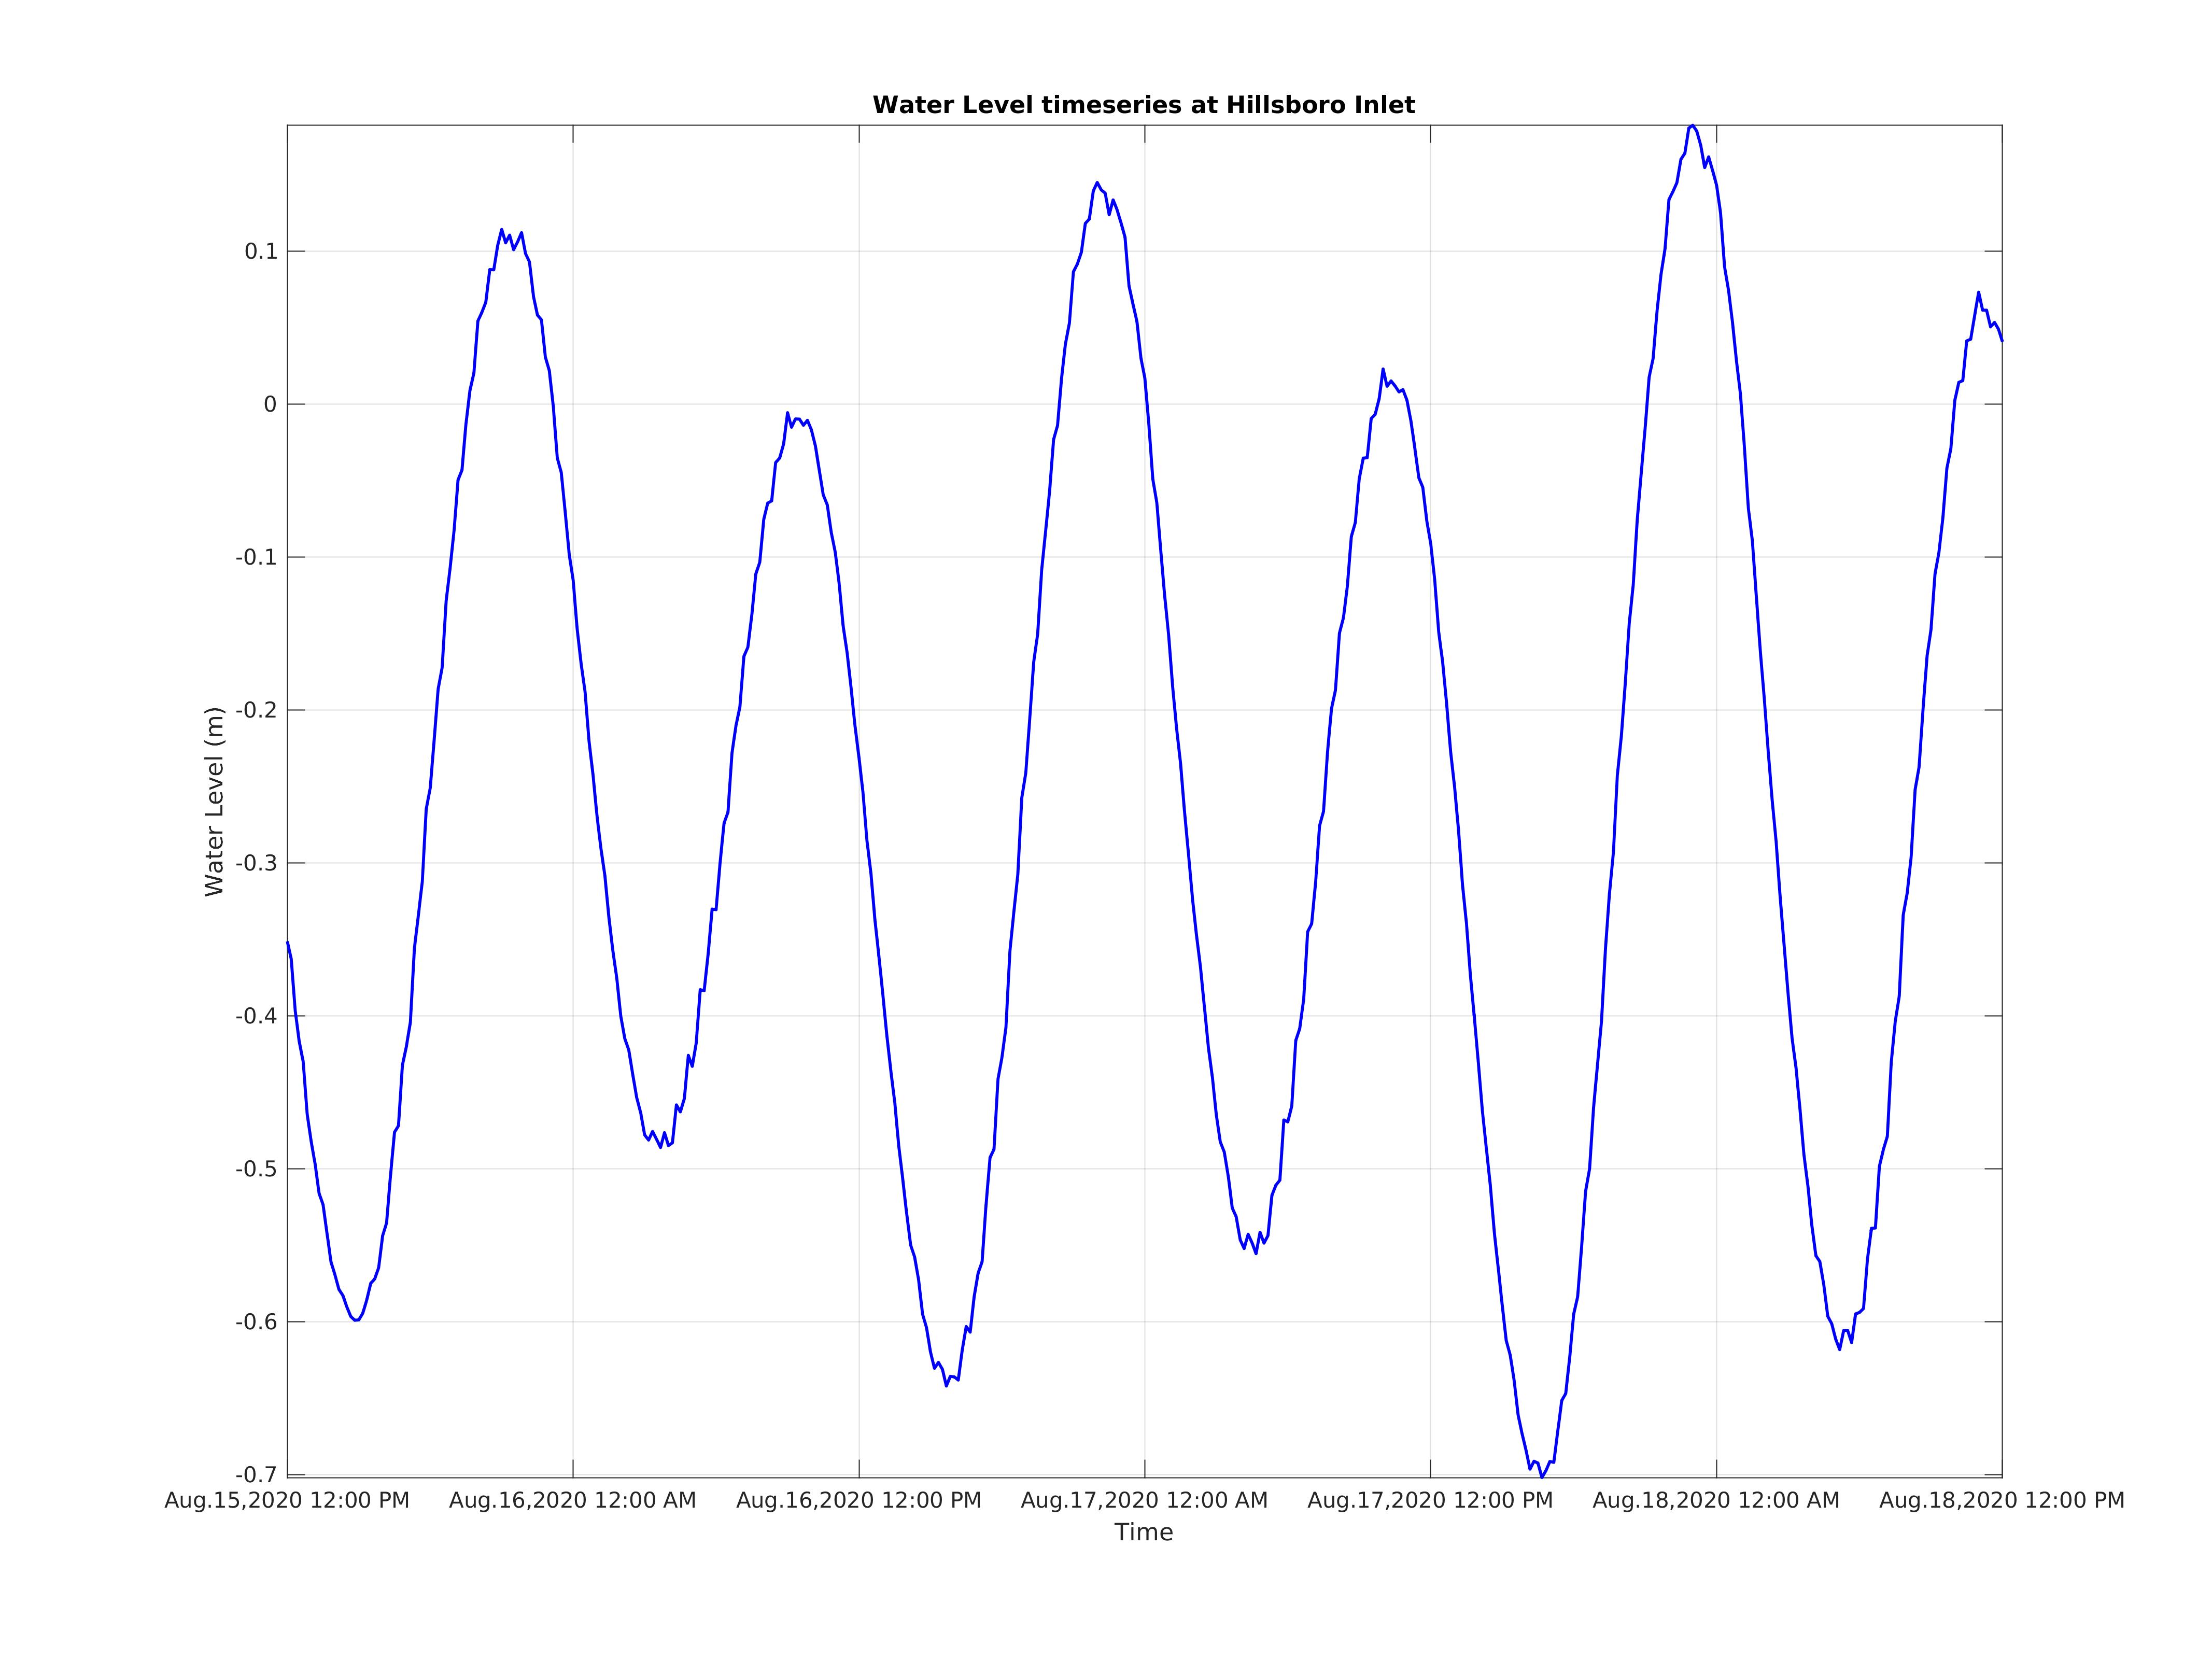 Water Level timeseries at Hillsboro Inlet
0.1
0
-0.1
-0.2
-0.3
-0.4
-0.5
-0.6
-0.7
Water Level (m)
Aug.15,2020 12:00 PM
Aug.16,2020 12:00 AM
Aug.16,2020 12:00 PM
Aug.17,2020 12:00 AM
Aug.17,2020 12:00 PM
Aug.18,2020 12:00 AM
Aug.18,2020 12:00 PM
Time